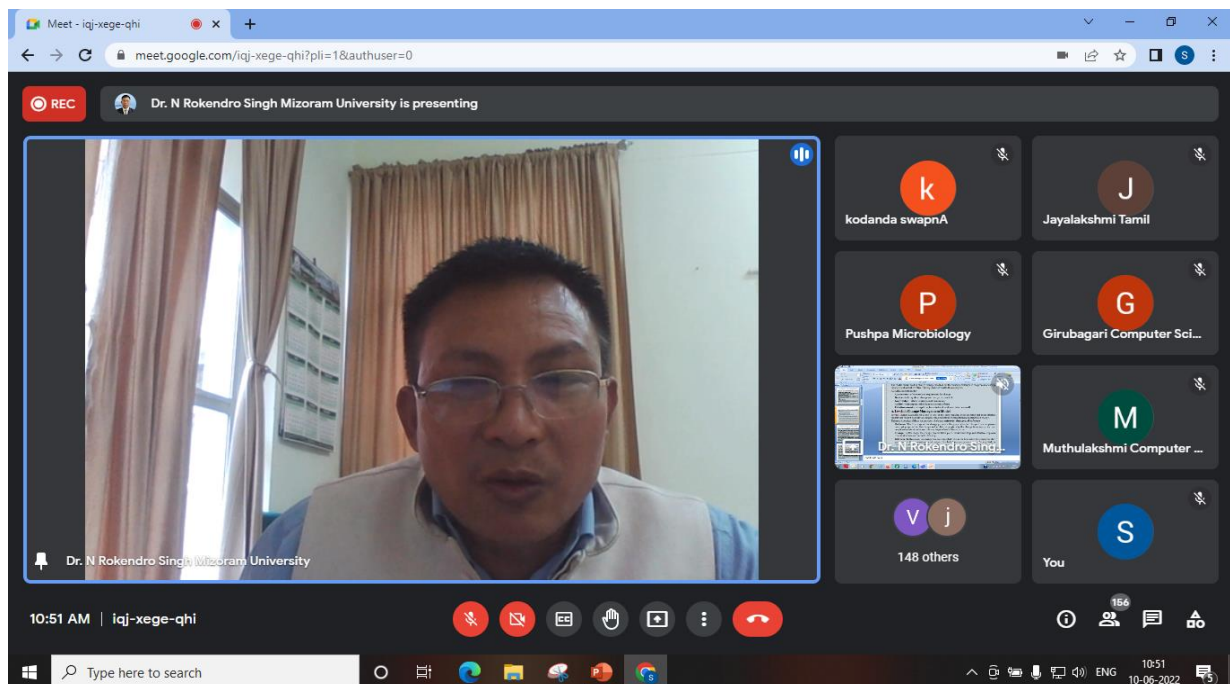 Meet - iqj-xege-qhi
meet.google.com/iqj-xege-qhi?pli=1&authuser=0
S
REC
Dr. N Rokendro Singh Mizoram University is presenting
k
kodanda swapnA
J
Jayalakshmi Tamil
P
Pushpa Microbiology
G
Girubagari Computer Sci...
Dr. N Rokendro Sing...
M
Muthulakshmi Computer ...
V j
148 others
S
You
Dr. N Rokendro Singh Mizoram University
10:51 AM | iqj-xege-qhi
CC
156
Type here to search
S
ENG
10:51
10-06-2022
5